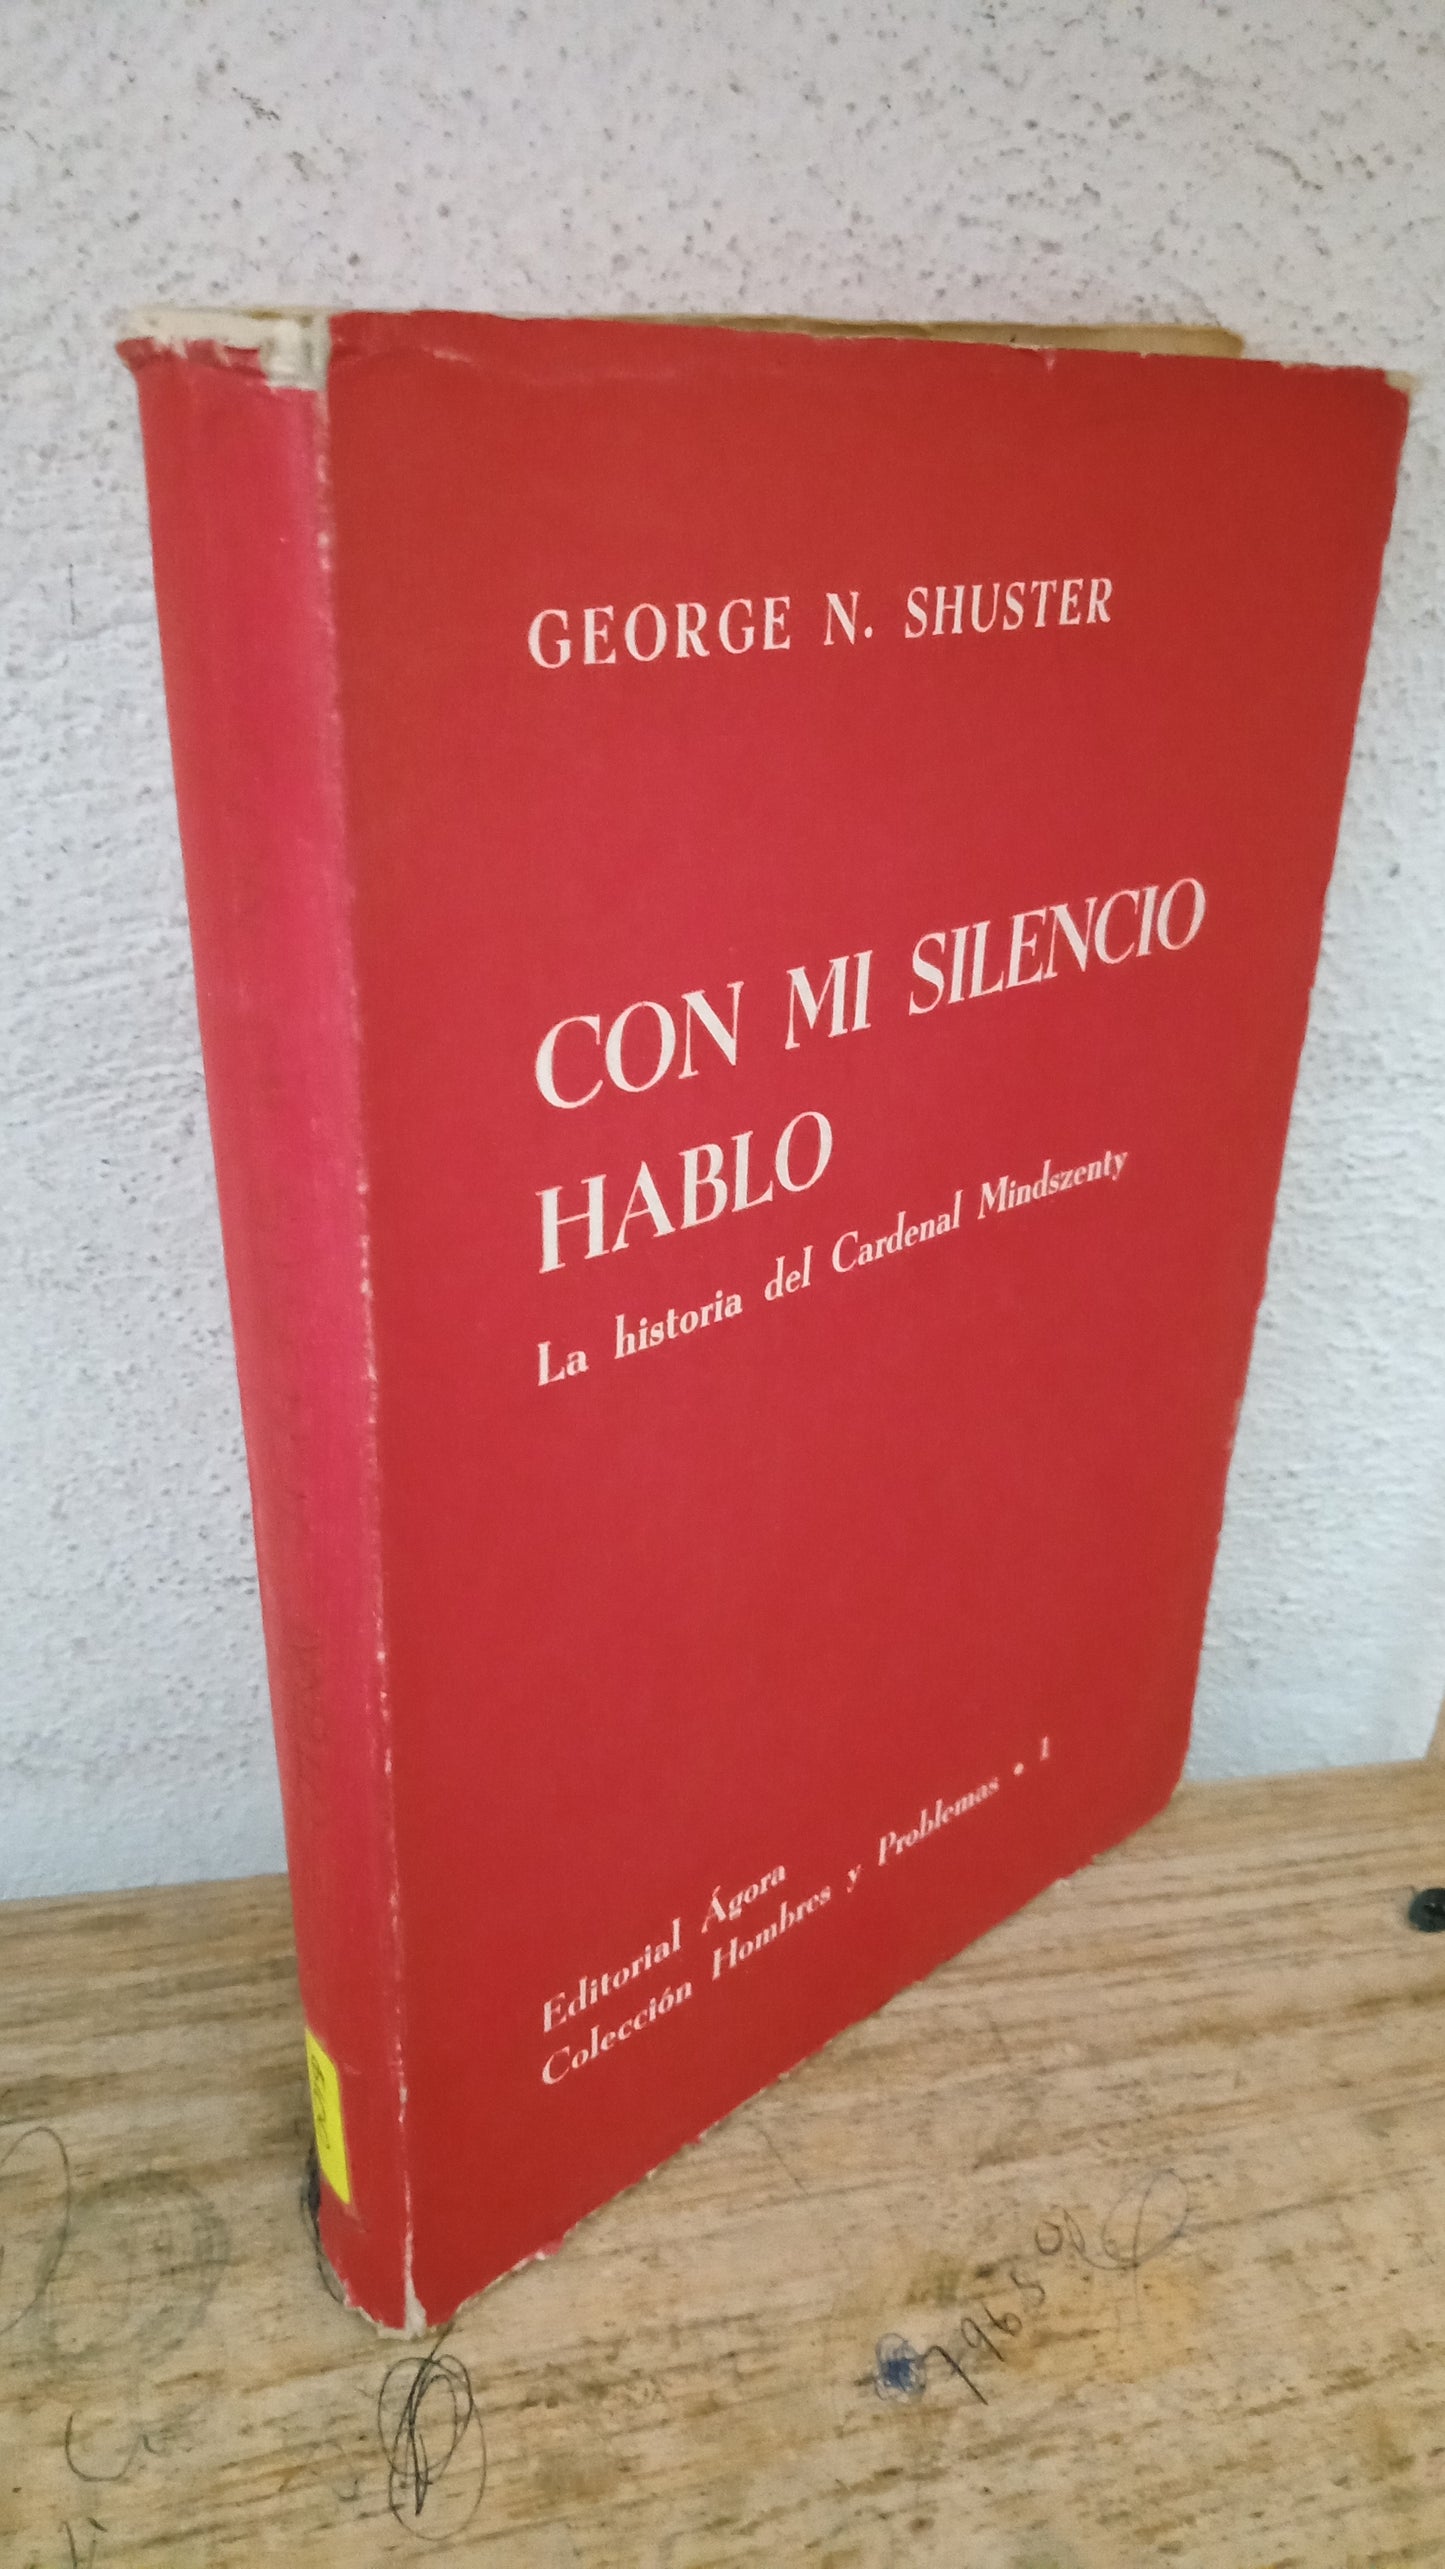 GEORGE N. SHUSTER
CON MI SILENCIO
HABLO
La historia del Cardenal Mindszenty
Editorial Ágora
Colección Hombres y Problemas • 1